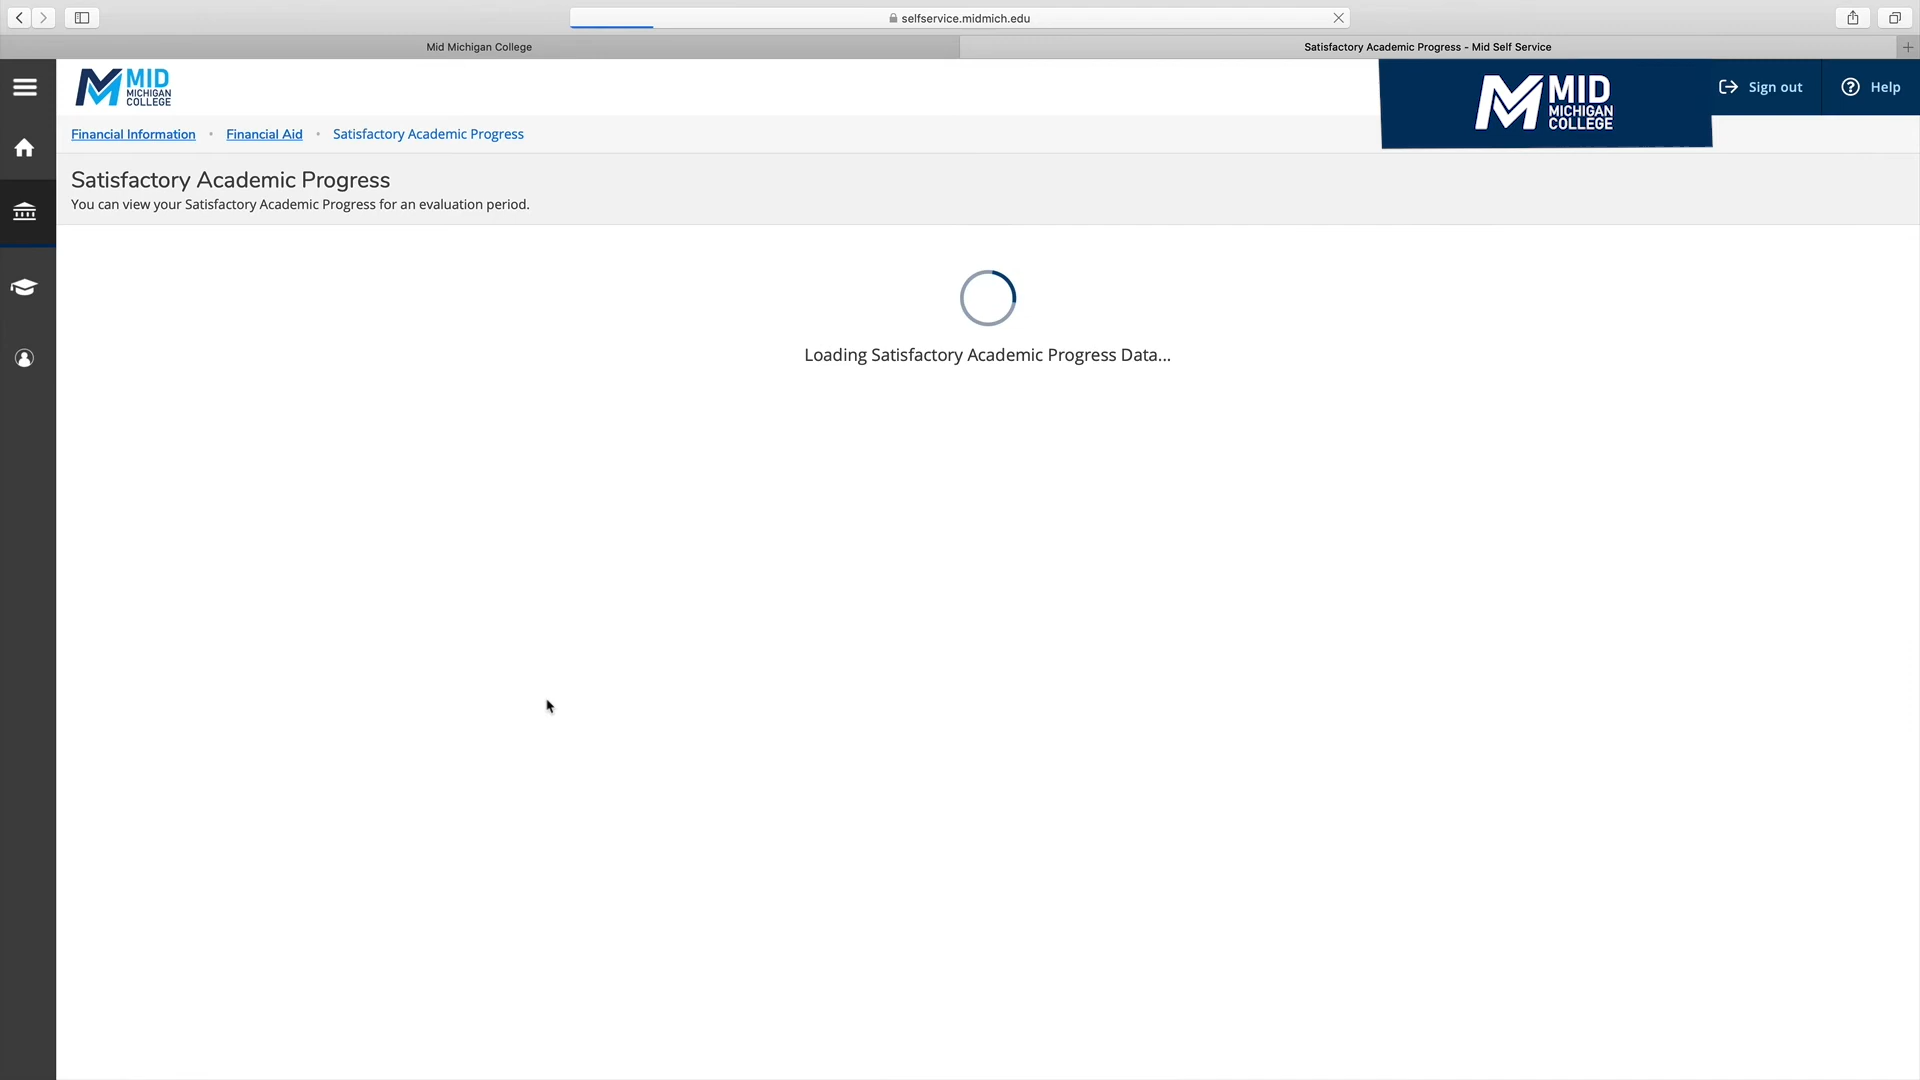 selfservice.midmich.edu
Mid Michigan College
Satisfactory Academic Progress - Mid Self Service
MID
MICHIGAN
COLLEGE
MID
MICHIGAN
COLLEGE
Sign out
Help
Financial Information • Financial Aid • Satisfactory Academic Progress
Satisfactory Academic Progress
You can view your Satisfactory Academic Progress for an evaluation period.
Loading Satisfactory Academic Progress Data...